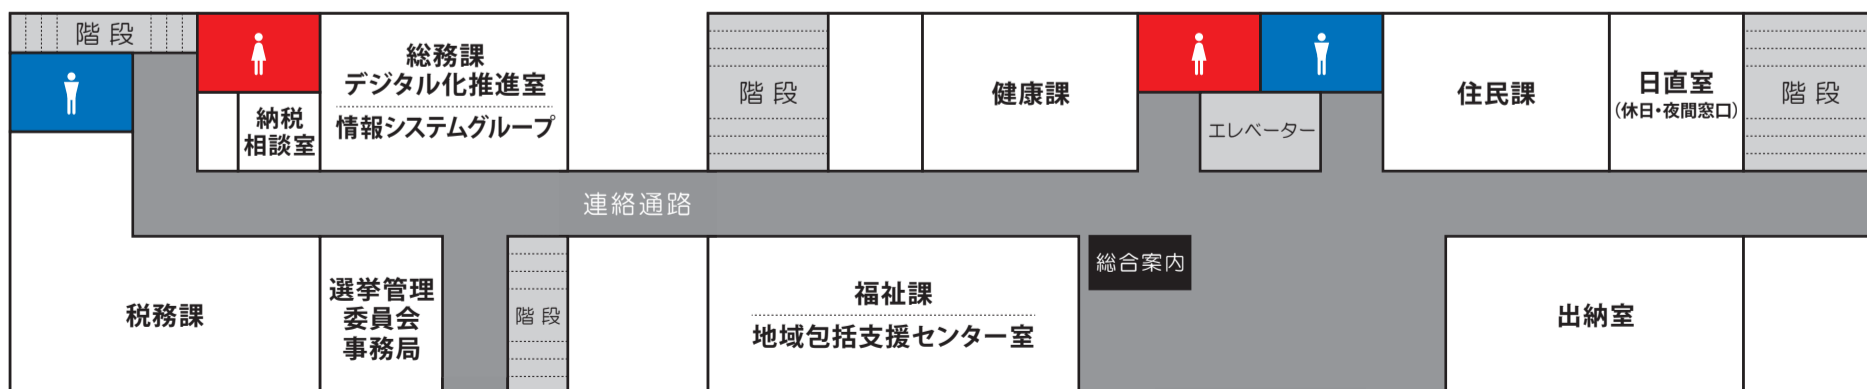 階段
総務課
デジタル化推進室
情報システムグループ
納税
相談室
階段
健康課
エレベーター
住民課
日直室
(休日・夜間窓口)
階段
連絡通路
税務課
選挙管理
委員会
事務局
階段
福祉課
地域包括支援センター室
総合案内
出納室